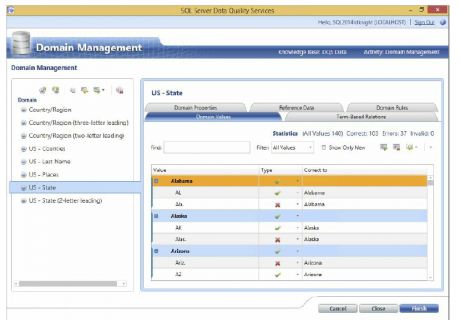 SQL Server Data Quality Services
Sign Out
Domain Management
Knowledge Base: DQS Data
Activity: Domain Management
Domain Management
Domain
Country/Region
Country/Region (three-letter leading)
Country/Region (two-letter leading)
US - Counties
US - Last Name
US - Places
US - State
US - State (2-letter leading)
US - State
Domain Properties
Reference Data
Domain Rules
Domain Values
Term-Based Relations
Statistics (All Values: 140) Correct: 103 Errors: 37 Invalid: 0
Find:
Filter: All Values
Show Only New
Value Type Correct to
Alabama
AL Alabama
Ala. Alabama
Alaska
AK Alaska
Alas. Alaska
Arizona
Ariz. Arizona
AZ Arizona
Cancel Close Finish